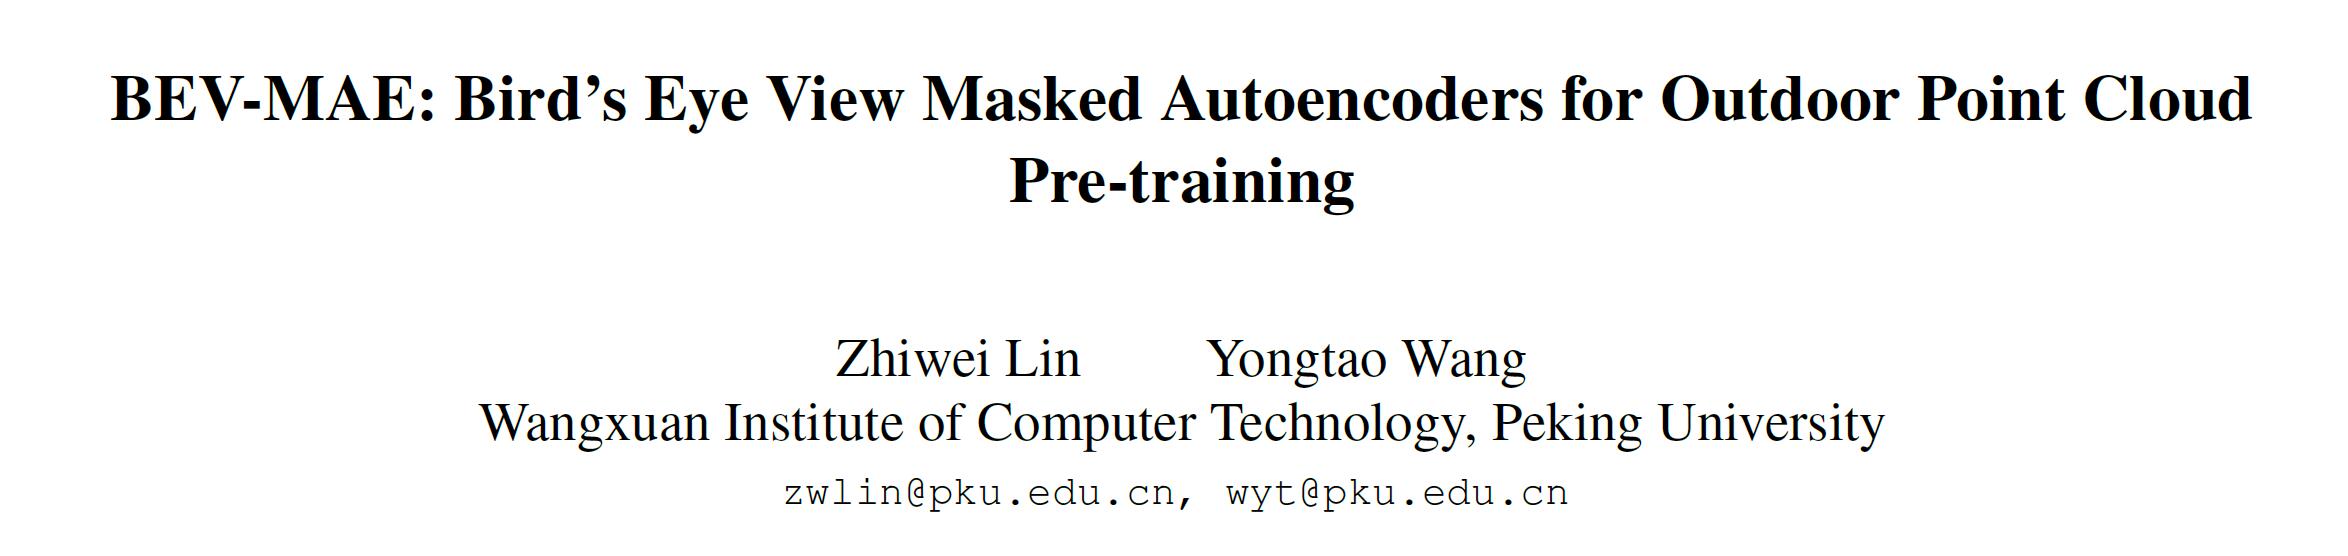 BEV-MAE: Bird’s Eye View Masked Autoencoders for Outdoor Point Cloud
Pre-training
Zhiwei Lin Yongtao Wang
Wangxuan Institute of Computer Technology, Peking University
zwlin@pku.edu.cn, wyt@pku.edu.cn